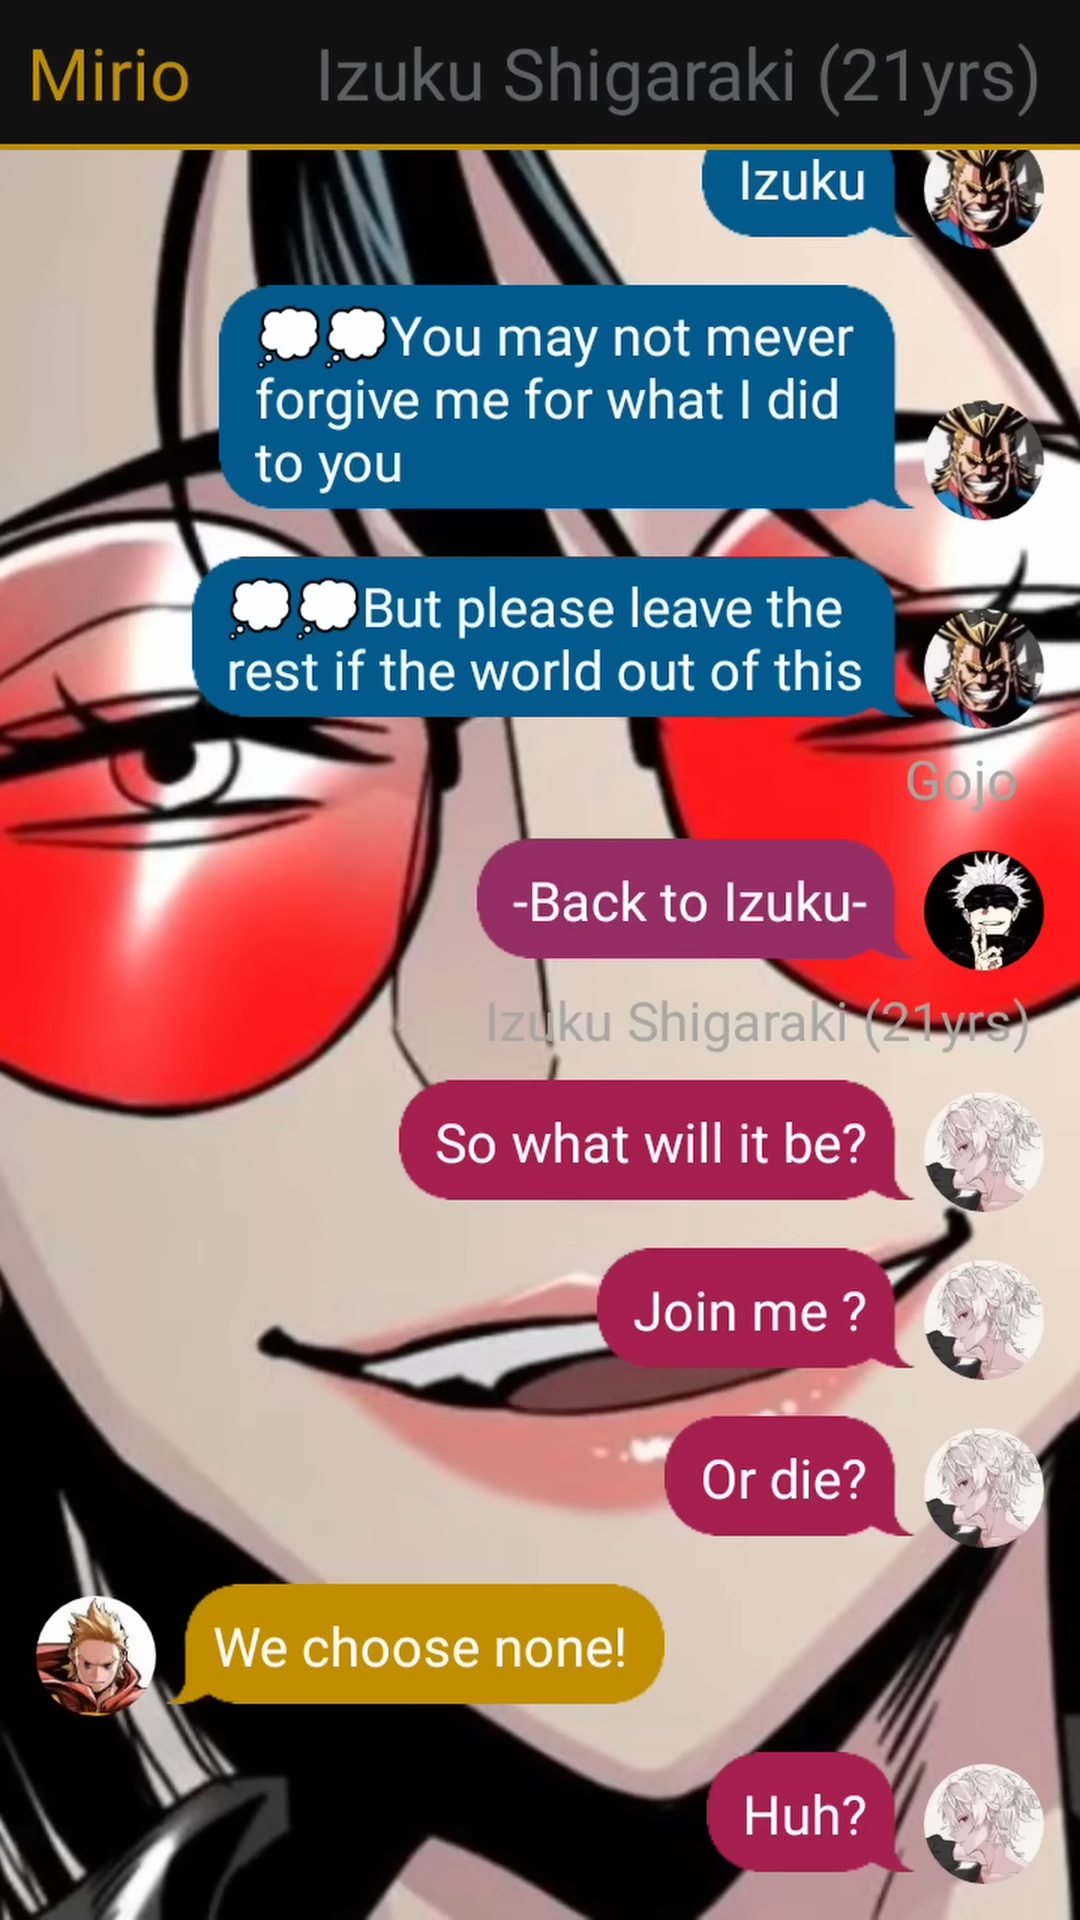 Mirio Izuku Shigaraki (21yrs)
Izuku
💭💭You may not mever
forgive me for what I did
to you
💭💭But please leave the
rest if the world out of this
Gojo
-Back to Izuku-
Izuku Shigaraki (21yrs)
So what will it be?
Join me ?
Or die?
We choose none!
Huh?